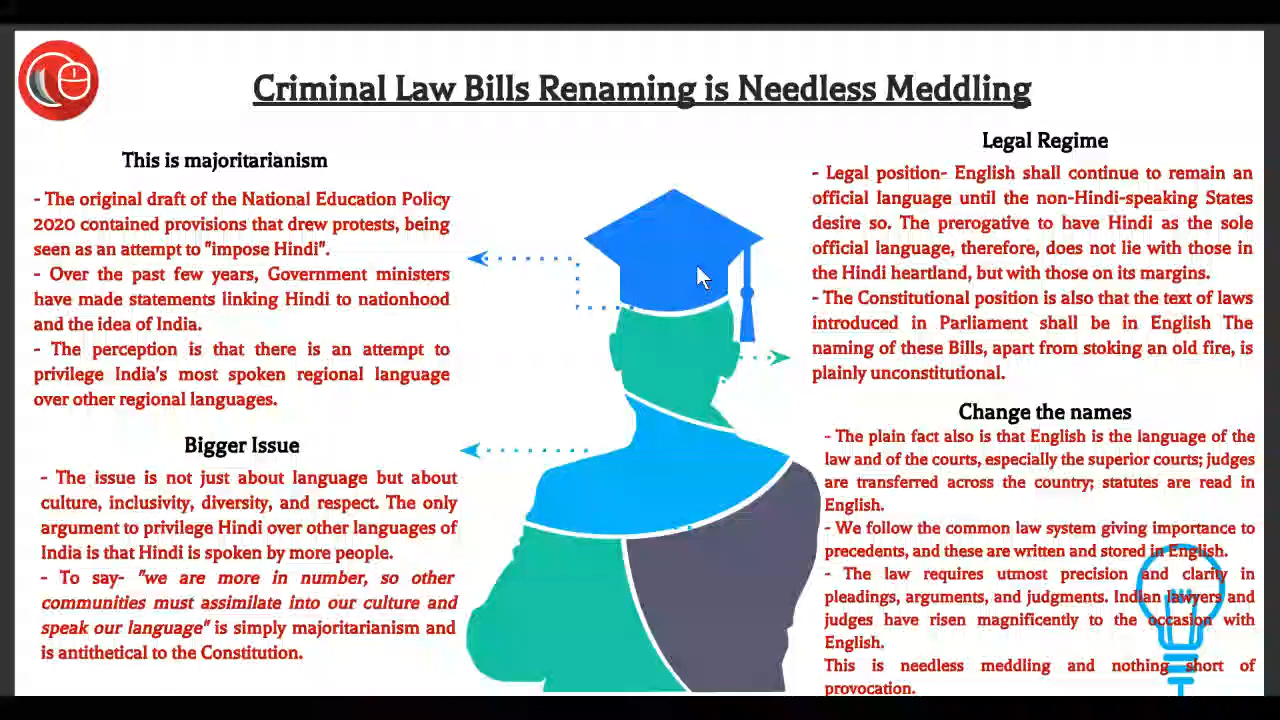 Criminal Law Bills Renaming is Needless Meddling
This is majoritarianism
- The original draft of the National Education Policy
2020 contained provisions that drew protests, being
seen as an attempt to "impose Hindi".
- Over the past few years, Government ministers
have made statements linking Hindi to nationhood
and the idea of India.
- The perception is that there is an attempt to
privilege India's most spoken regional language
over other regional languages.
Bigger Issue
- The issue is not just about language but about
culture, inclusivity, diversity, and respect. The only
argument to privilege Hindi over other languages of
India is that Hindi is spoken by more people.
- To say- "we are more in number, so other
communities must assimilate into our culture and
speak our language" is simply majoritarianism and
is antithetical to the Constitution.
Legal Regime
- Legal position- English shall continue to remain an
official language until the non-Hindi-speaking States
desire so. The prerogative to have Hindi as the sole
official language, therefore, does not lie with those in
the Hindi heartland, but with those on its margins.
- The Constitutional position is also that the text of laws
introduced in Parliament shall be in English The
naming of these Bills, apart from stoking an old fire, is
plainly unconstitutional.
Change the names
- The plain fact also is that English is the language of the
law and of the courts, especially the superior courts; judges
are transferred across the country; statutes are read in
English.
- We follow the common law system giving importance to
precedents, and these are written and stored in English.
- The law requires utmost precision and clarity in
pleadings, arguments, and judgments. Indian lawyers and
judges have risen magnificently to the occasion with
English.
This is needless meddling and nothing short of
provocation.